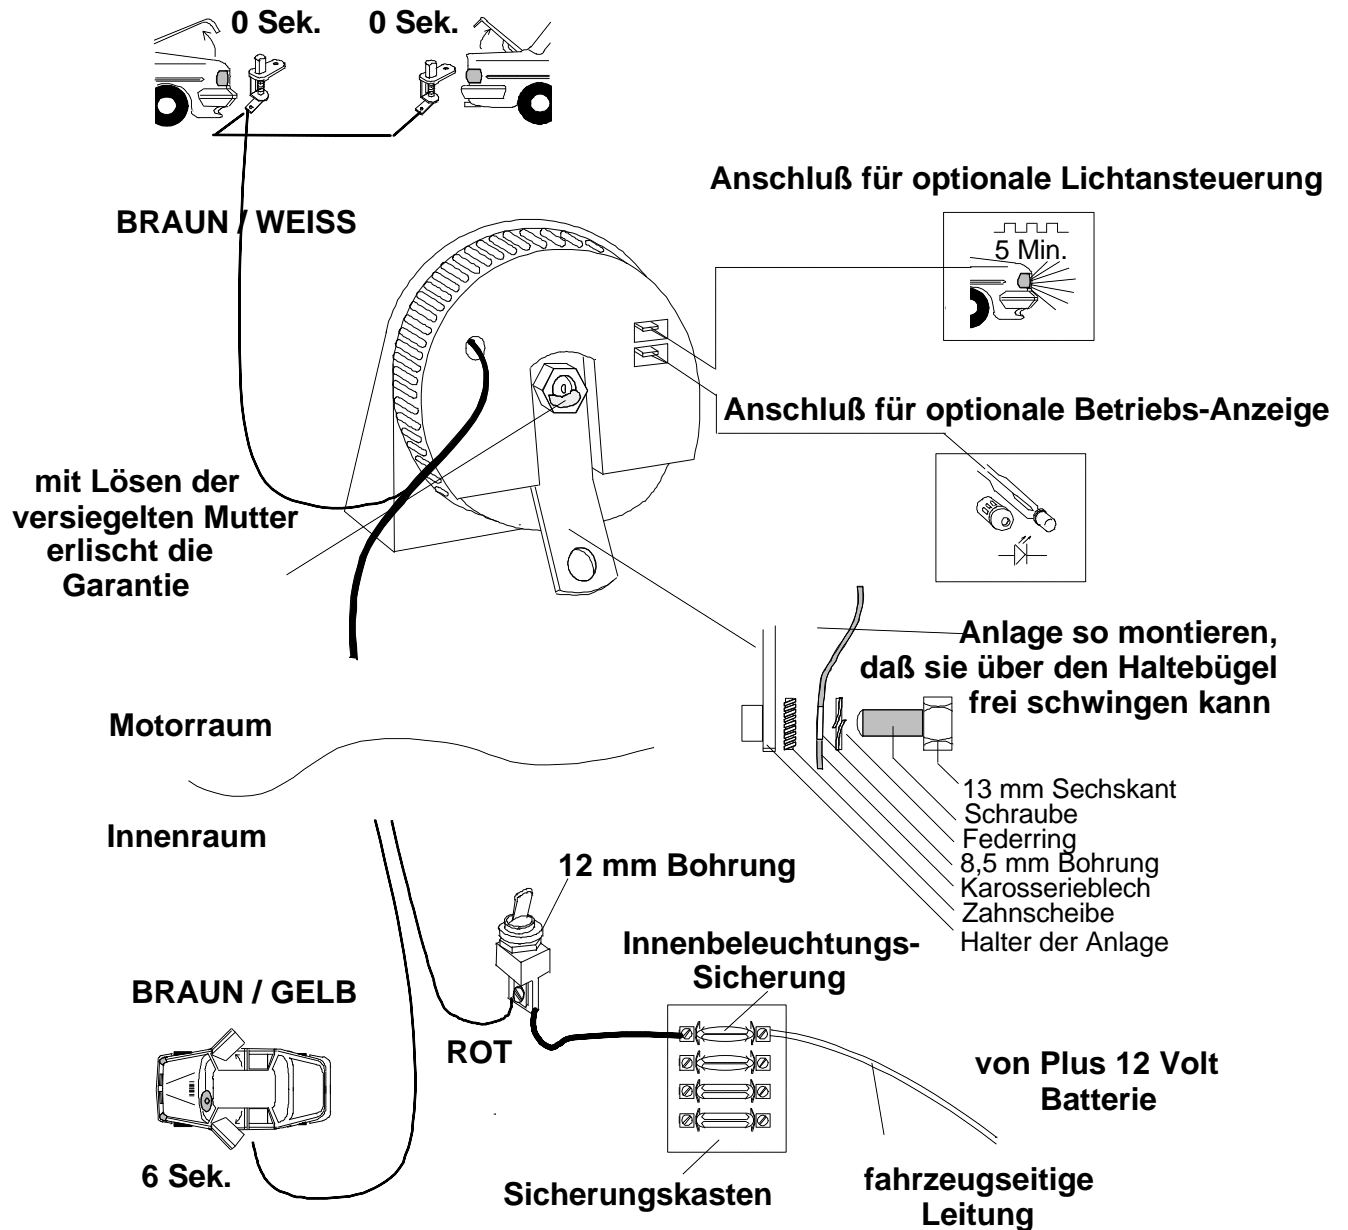 0 Sek.
0 Sek.
Anschluß für optionale Lichtansteuerung
BRAUN / WEISS
5 Min.
Anschluß für optionale Betriebs-Anzeige
mit Lösen der
versiegelten Mutter
erlischt die
Garantie
Anlage so montieren,
daß sie über den Haltebügel
frei schwingen kann
Motorraum
13 mm Sechskant
Schraube
Federring
8,5 mm Bohrung
Karosserieblech
Zahnscheibe
Halter der Anlage
Innenraum
12 mm Bohrung
Innenbeleuchtungs-
Sicherung
BRAUN / GELB
ROT
von Plus 12 Volt
Batterie
6 Sek.
Sicherungskasten
fahrzeugseitige
Leitung